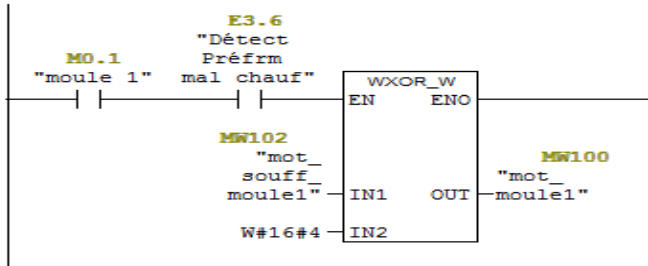 E3.6
"Détect
M0.1 Préfrm
"moule 1" mal chauf"
WXOR_W
EN ENO
MW102
"mot_
souff_
moule1" IN1
MW100
"mot_
OUT moule1"
W#16#4 IN2